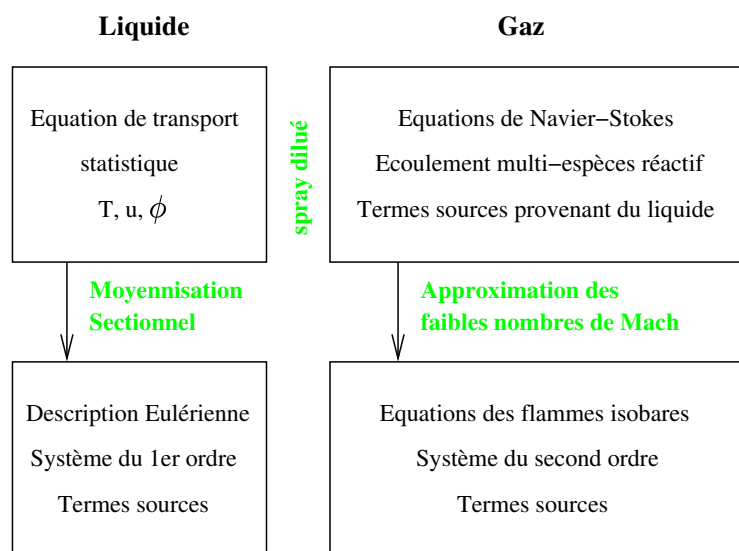 Liquide
Equation de transport
statistique
T, u, ϕ
Moyennisation
Sectionnel
Description Eulérienne
Système du 1er ordre
Termes sources
spray dilué
Gaz
Equations de Navier−Stokes
Ecoulement multi−espèces réactif
Termes sources provenant du liquide
Approximation des
faibles nombres de Mach
Equations des flammes isobares
Système du second ordre
Termes sources